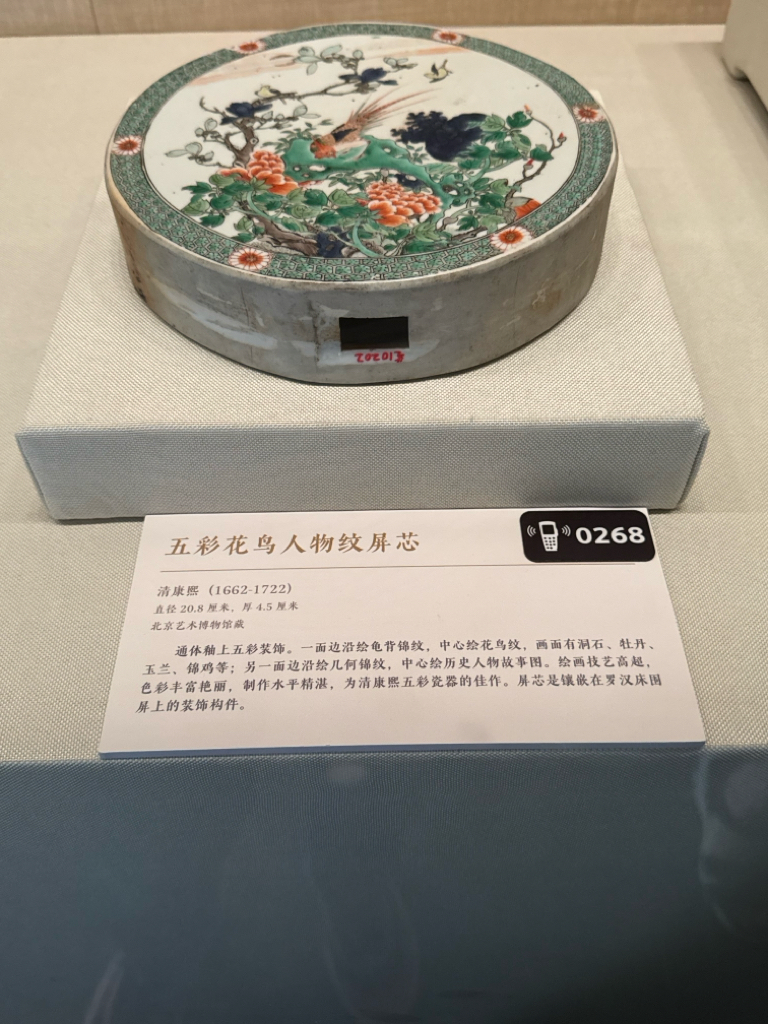 瓷10202
五彩花鸟人物纹屏芯
0268
清康熙（1662-1722）
直径 20.8 厘米，厚 4.5 厘米
北京艺术博物馆藏
通体釉上五彩装饰。一面边沿绘龟背锦纹，中心绘花鸟纹，画面有洞石、牡丹、
玉兰、锦鸡等；另一面边沿绘几何锦纹，中心绘历史人物故事图。绘画技艺高超，
色彩丰富艳丽，制作水平精湛，为清康熙五彩瓷器的佳作。屏芯是镶嵌在罗汉床围
屏上的装饰构件。